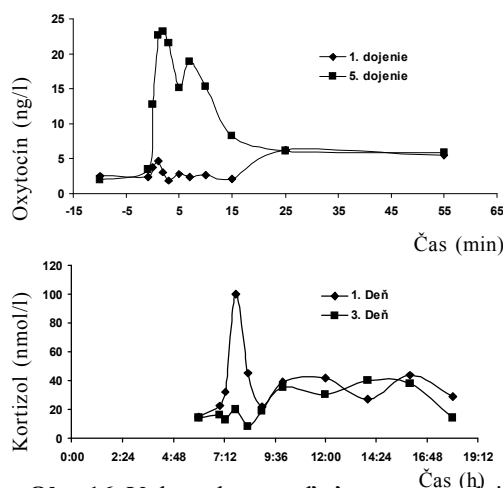 25
20
15
10
5
0
-15 -5 5 15 25 35 45 55 65
Oxytocin (ng/l)
1. dojenie
5. dojenie
Čas (min)
120
100
80
60
40
20
0
0:00 2:24 4:48 7:12 9:36 12:00 14:24 16:48 19:12
Kortizol (nmol/l)
1. Deň
3. Deň
Čas (h)